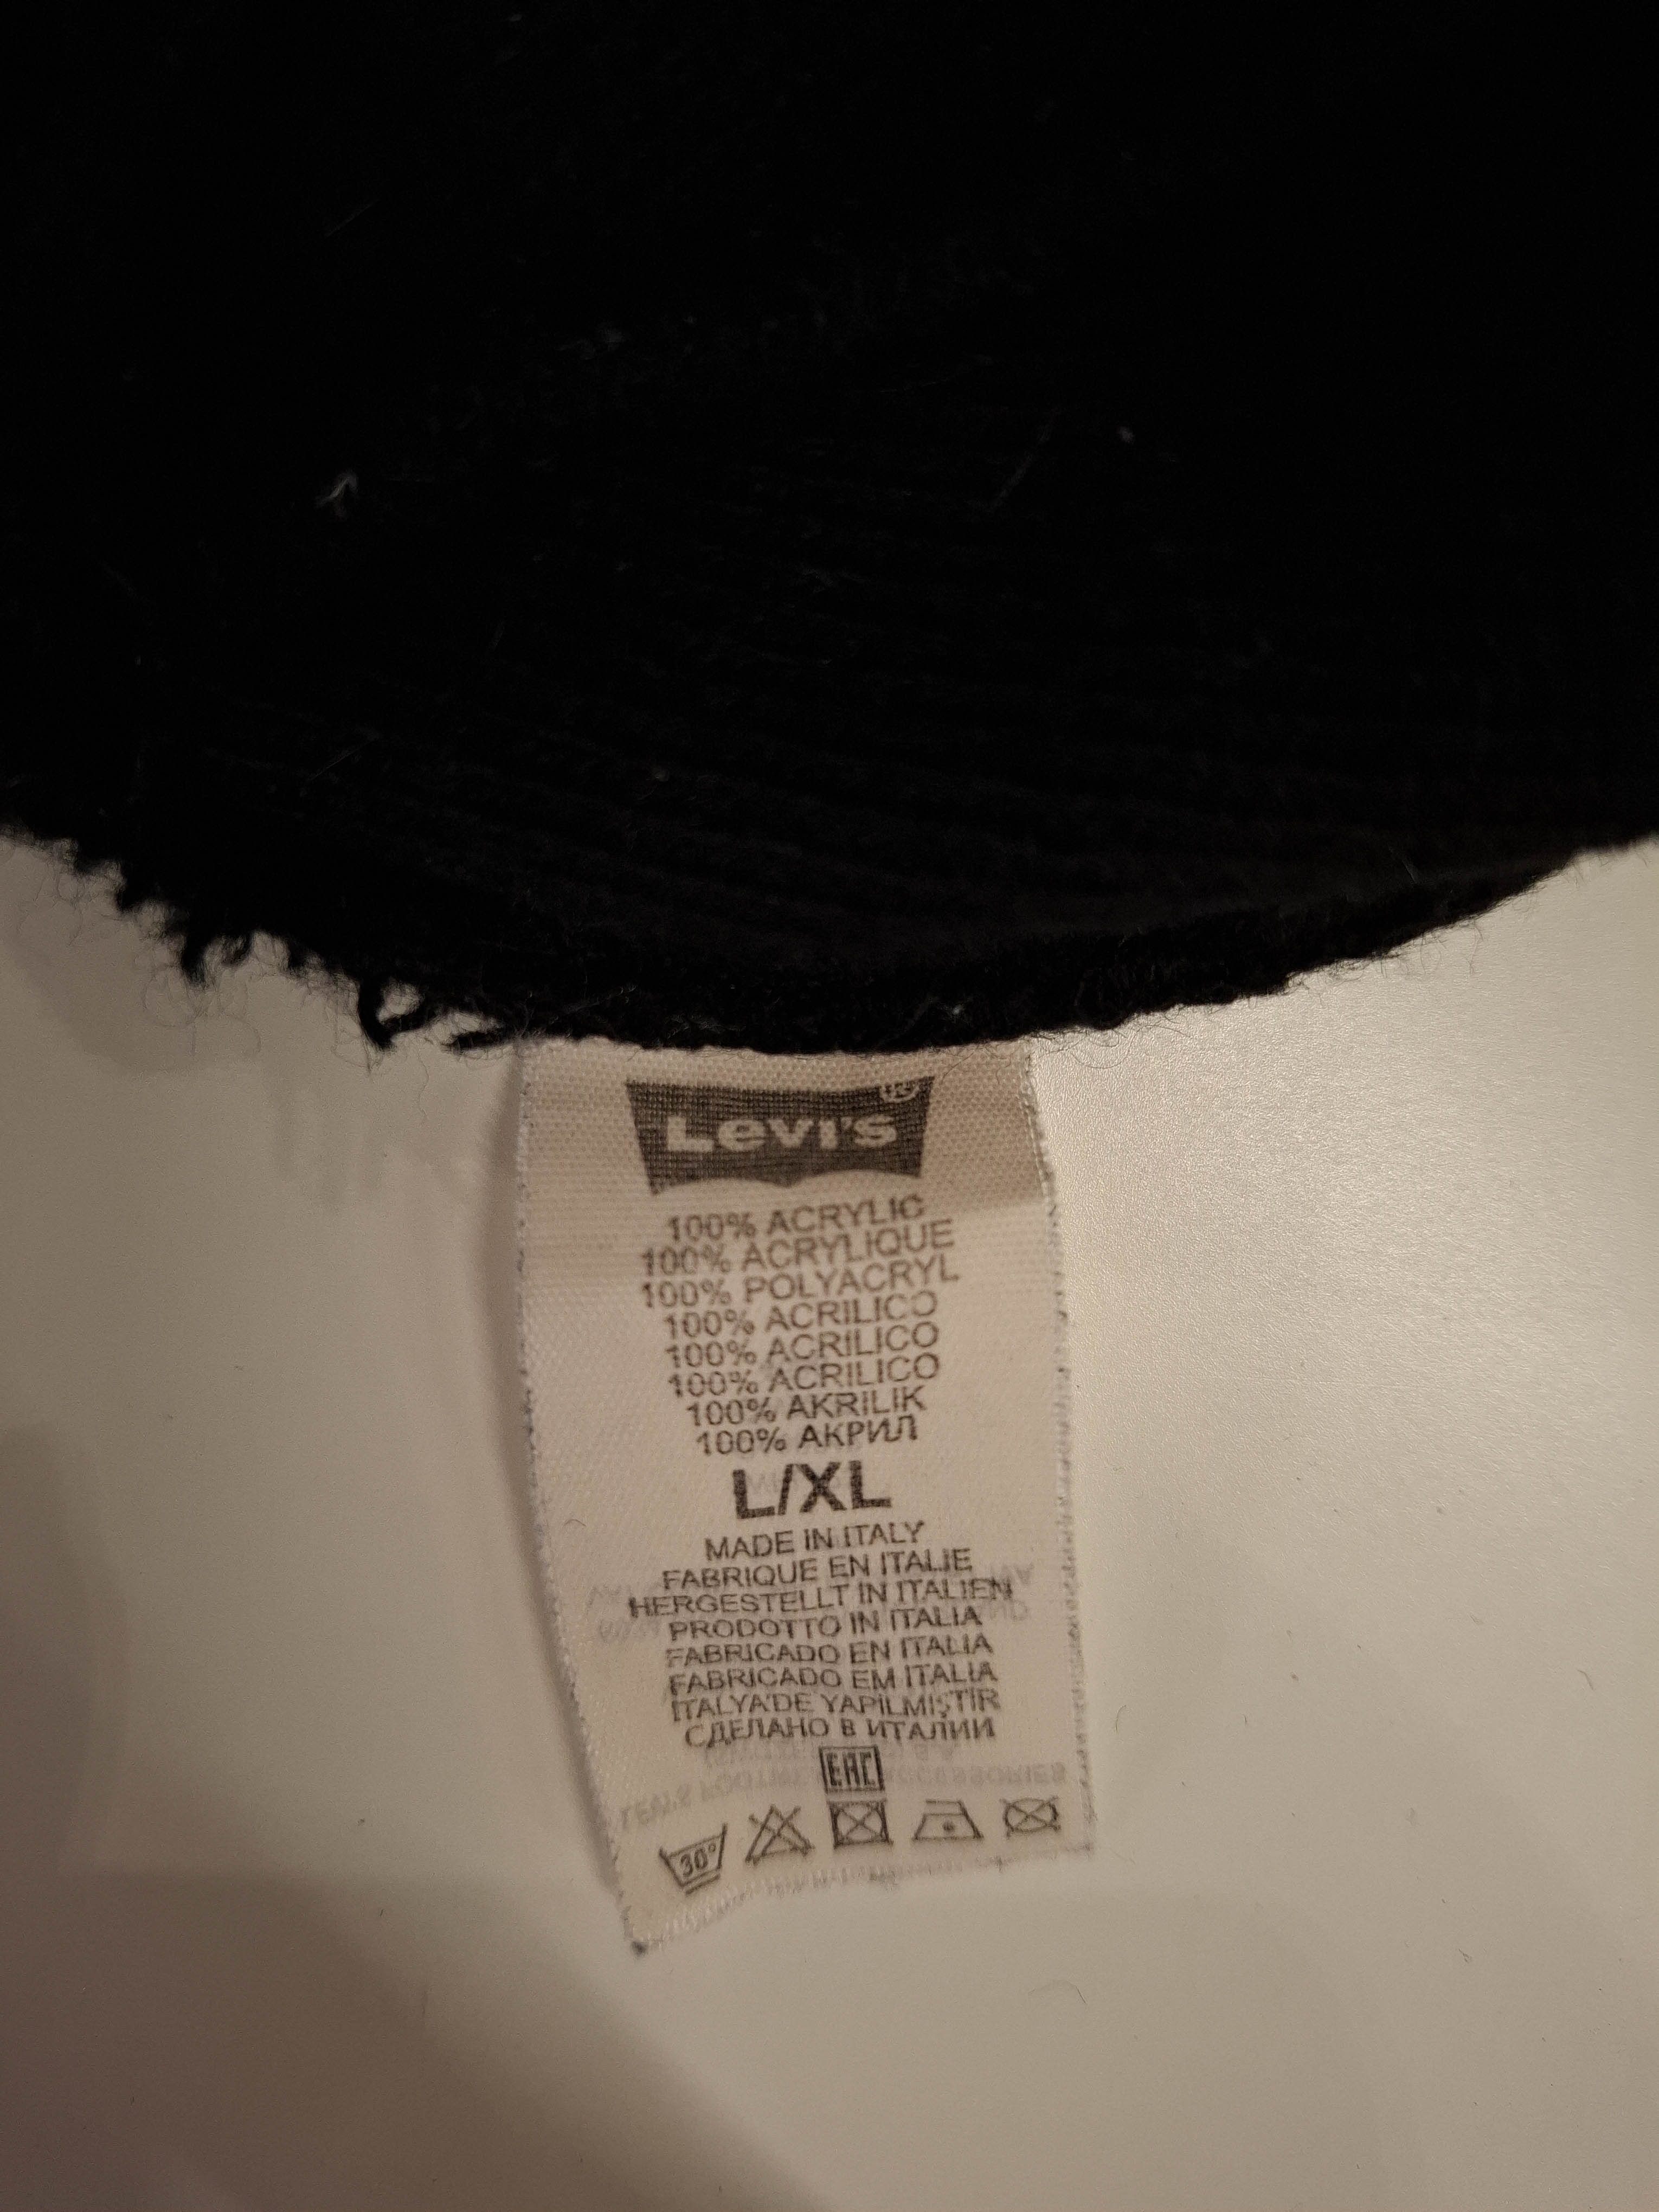 Levi's ®
100% ACRYLIC
100% ACRYLIQUE
100% POLYACRYL
100% ACRILICO
100% ACRILICO
100% ACRILICO
100% AKRILIK
100% АКРИЛ
L/XL
MADE IN ITALY
FABRIQUE EN ITALIE
HERGESTELLT IN ITALIEN
PRODOTTO IN ITALIA
FABRICADO EN ITALIA
FABRICADO EM ITALIA
ITALYA'DE YAPILMIŞTIR
СДЕЛАНО В ИТАЛИИ
EAC
30°